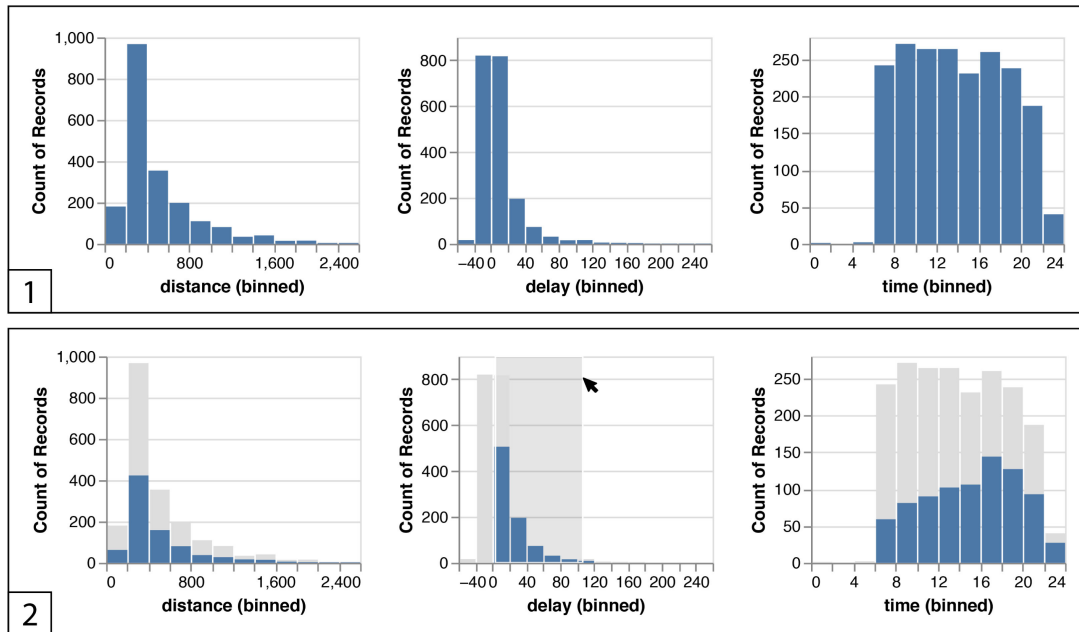 1,000
800
600
400
200
0
Count of Records
0 800 1,600 2,400
distance (binned)
800
600
400
200
0
Count of Records
−40 0 40 80 120 160 200 240
delay (binned)
250
200
150
100
50
0
Count of Records
0 4 8 12 16 20 24
time (binned)
1
1,000
800
600
400
200
0
Count of Records
0 800 1,600 2,400
distance (binned)
800
600
400
200
0
Count of Records
−40 0 40 80 120 160 200 240
delay (binned)
250
200
150
100
50
0
Count of Records
0 4 8 12 16 20 24
time (binned)
2